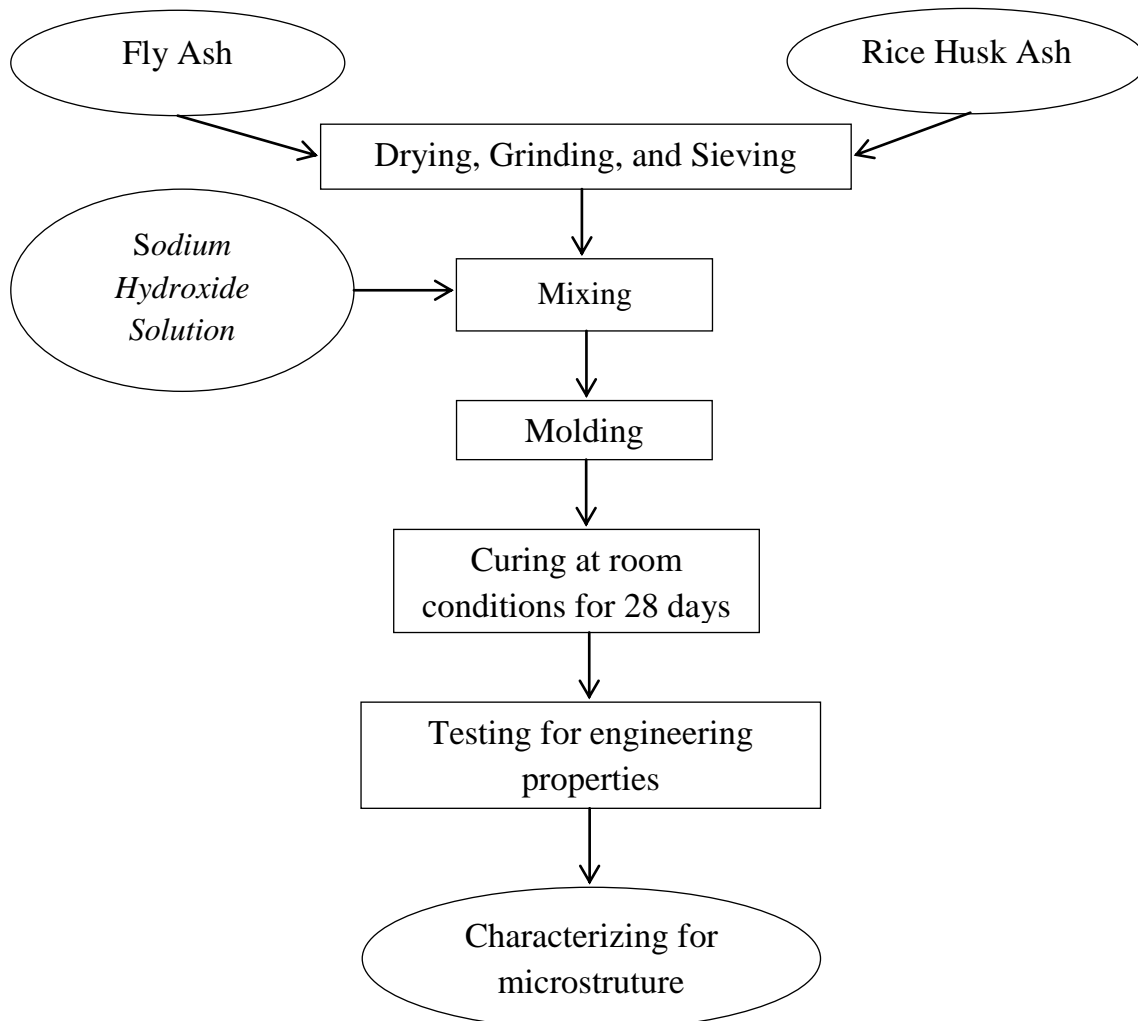 Fly Ash
Rice Husk Ash
Drying, Grinding, and Sieving
Sodium
Hydroxide
Solution
Mixing
Molding
Curing at room
conditions for 28 days
Testing for engineering
properties
Characterizing for
microstruture